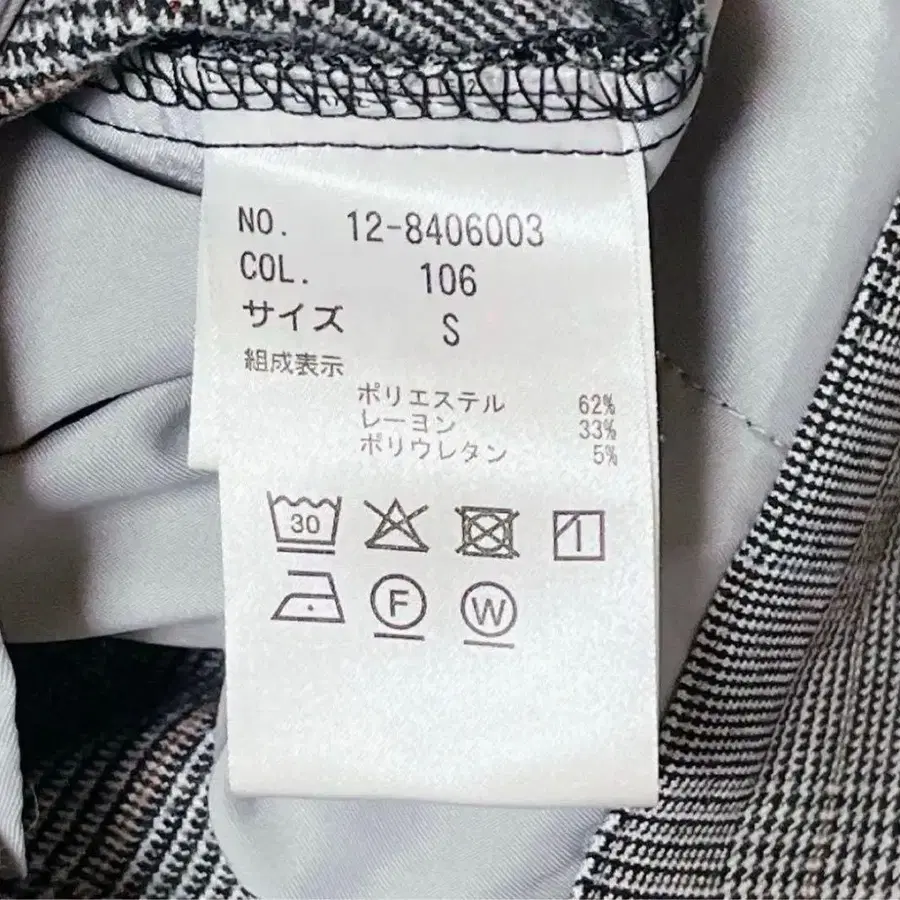 NO. 12-8406003
COL. 106
サイズ S
組成表示
ポリエステル 62%
レーヨン 33%
ポリウレタン 5%
30
F W